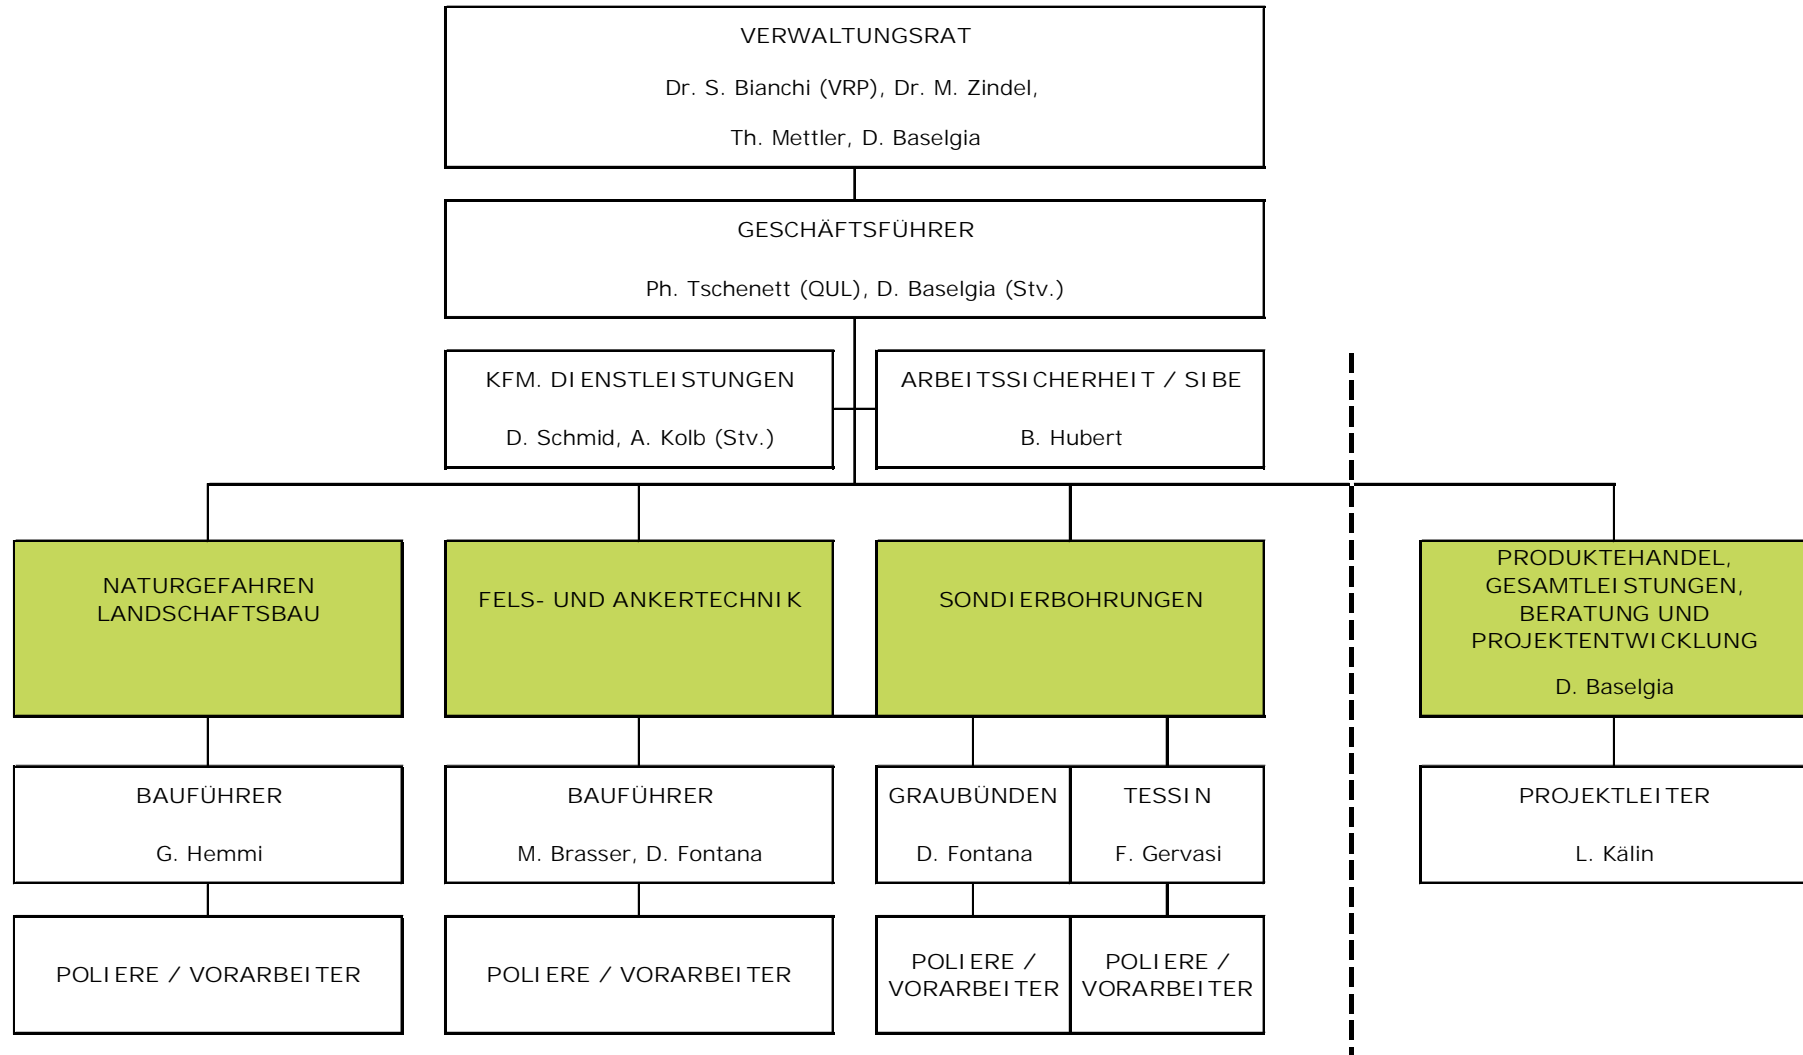 VERWALTUNGSRAT
Dr. S. Bianchi (VRP), Dr. M. Zindel,
Th. Mettler, D. Baselgia
GESCHÄFTSFÜHRER
Ph. Tschenett (QUL), D. Baselgia (Stv.)
KFM. DIENSTLEISTUNGEN
D. Schmid, A. Kolb (Stv.)
ARBEITSSICHERHEIT / SIBE
B. Hubert
NATURGEFAHREN
LANDSCHAFTSBAU
FELS- UND ANKERTECHNIK
SONDIERBOHRUNGEN
PRODUKTEHANDEL,
GESAMTLEISTUNGEN,
BERATUNG UND
PROJEKTENTWICKLUNG
D. Baselgia
BAUFÜHRER
G. Hemmi
BAUFÜHRER
M. Brasser, D. Fontana
GRAUBÜNDEN
D. Fontana
TESSIN
F. Gervasi
PROJEKTLEITER
L. Kälin
POLIERE / VORARBEITER
POLIERE / VORARBEITER
POLIERE /
VORARBEITER
POLIERE /
VORARBEITER